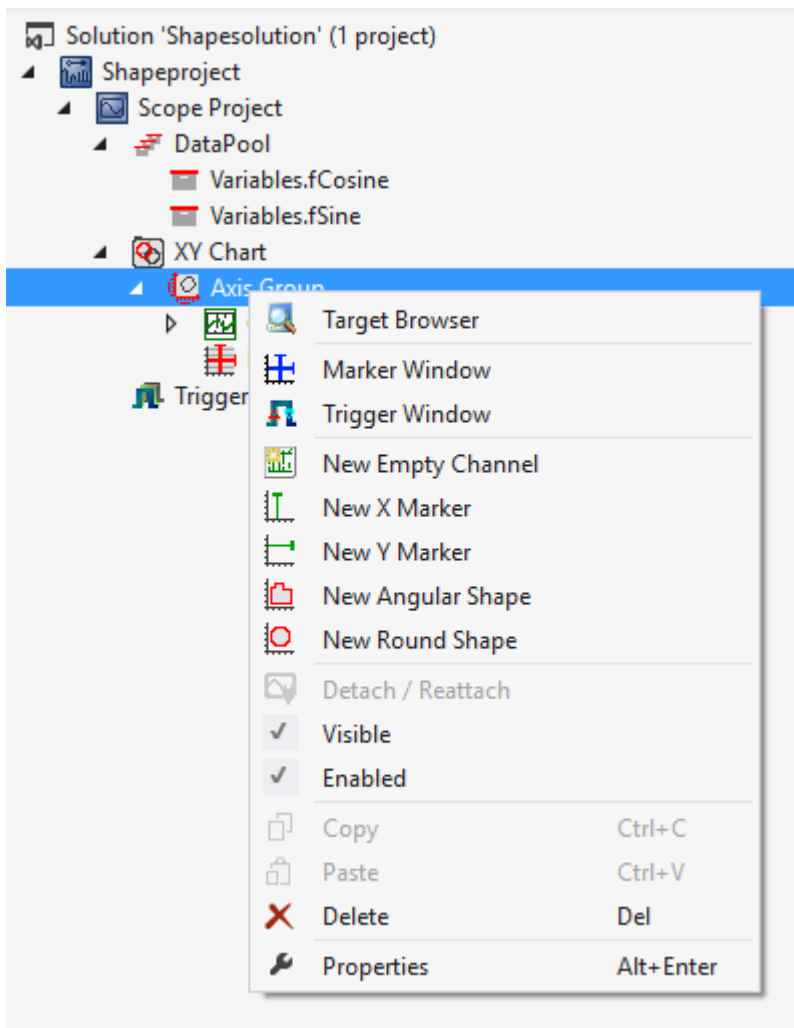 Solution 'Shapesolution' (1 project)
Shapeproject
Scope Project
DataPool
Variables.fCosine
Variables.fSine
XY Chart
Axis Group
Trigger
Target Browser
Marker Window
Trigger Window
New Empty Channel
New X Marker
New Y Marker
New Angular Shape
New Round Shape
Detach / Reattach
Visible
Enabled
Copy Ctrl+C
Paste Ctrl+V
Delete Del
Properties Alt+Enter